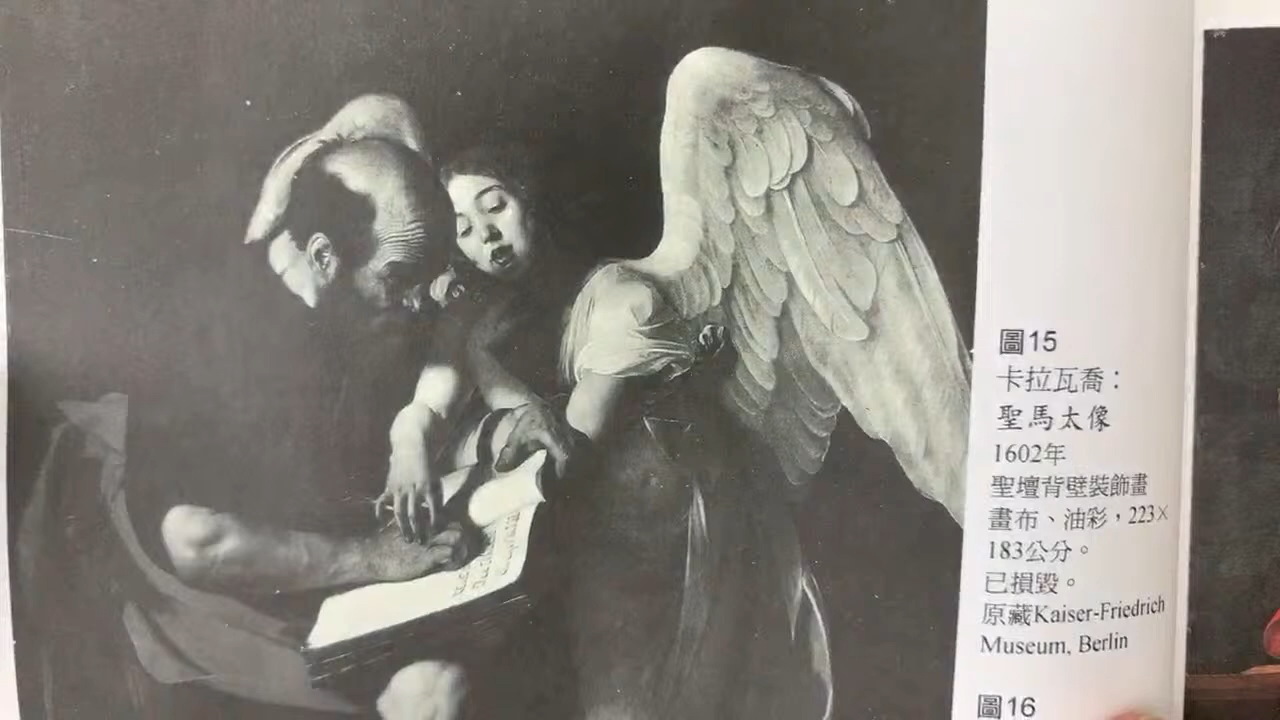 圖15
卡拉瓦喬：
聖馬太像
1602年
聖壇背壁裝飾畫
畫布、油彩，223×
183公分。
已損毀。
原藏Kaiser-Friedrich
Museum, Berlin
圖16